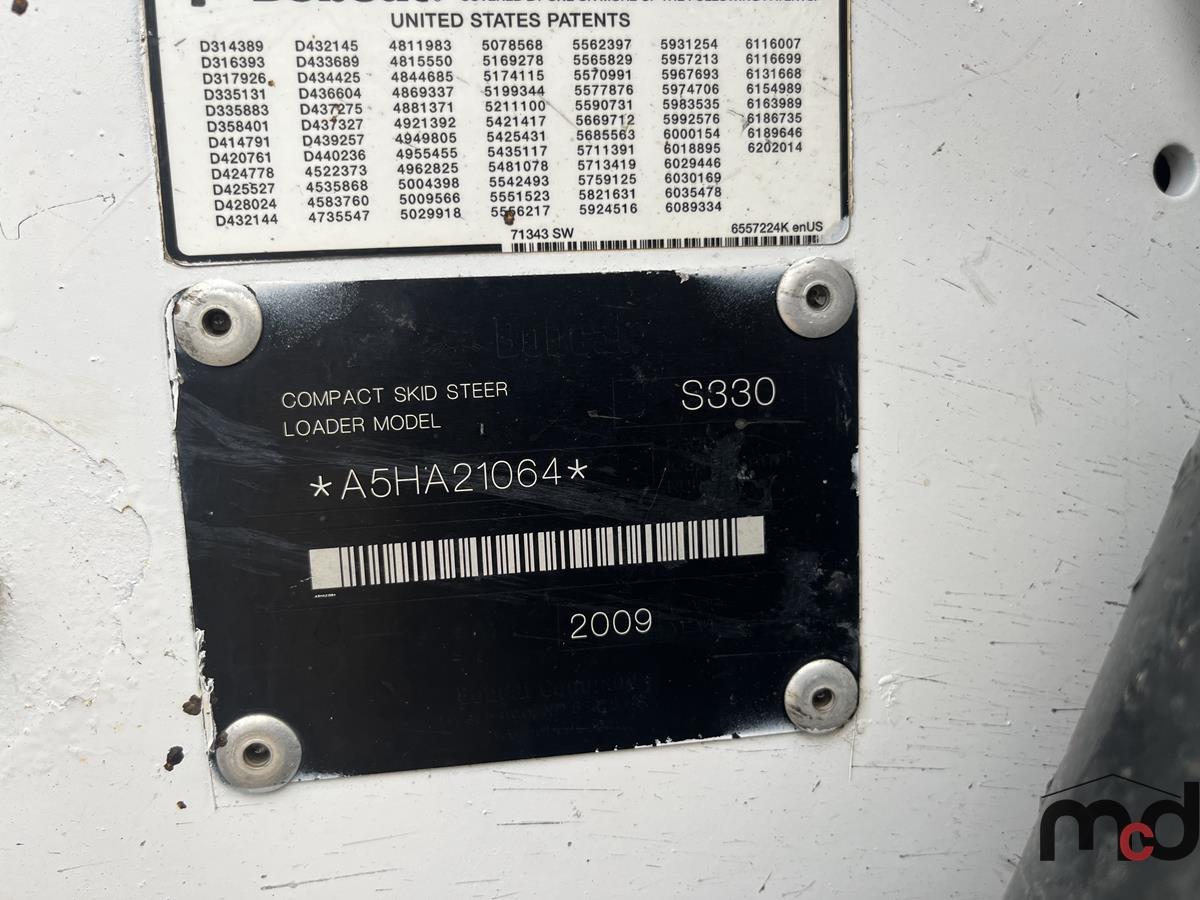 UNITED STATES PATENTS
D314389 D432145 4811983 5078568 5562397 5931254 6116007
D316393 D433689 4815550 5169278 5565829 5957213 6116699
D317926 D434425 4844685 5174115 5570991 5967693 6131668
D335131 D436604 4869337 5199344 5577876 5974706 6154989
D335883 D437275 4881371 5211100 5590731 5983535 6163989
D358401 D437327 4921392 5421417 5669712 5992576 6186735
D414791 D439257 4949805 5425431 5685563 6000154 6189646
D420761 D440236 4955455 5435117 5711391 6018895 6202014
D424778 4522373 4962825 5481078 5713419 6029446
D425527 4535868 5004398 5542493 5759125 6030169
D428024 4583760 5009566 5551523 5821631 6035478
D432144 4735547 5029918 5556217 5924516 6089334
71343 SW 6557224K enUS
Bobcat
COMPACT SKID STEER
LOADER MODEL
S330
*A5HA21064*
2009
Bobcat Company
mcd